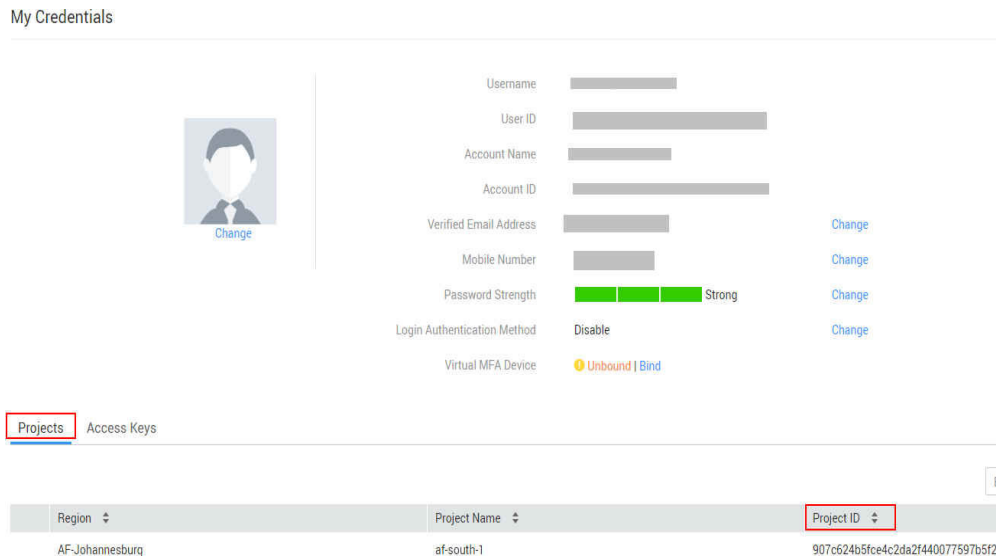 My Credentials
Username
User ID
Account Name
Account ID
Change
Verified Email Address Change
Mobile Number Change
Password Strength Strong Change
Login Authentication Method Disable Change
Virtual MFA Device Unbound | Bind
Projects Access Keys
Region Project Name Project ID
AF-Johannesburg af-south-1 907c624b5fce4c2da2f440077597b5f2